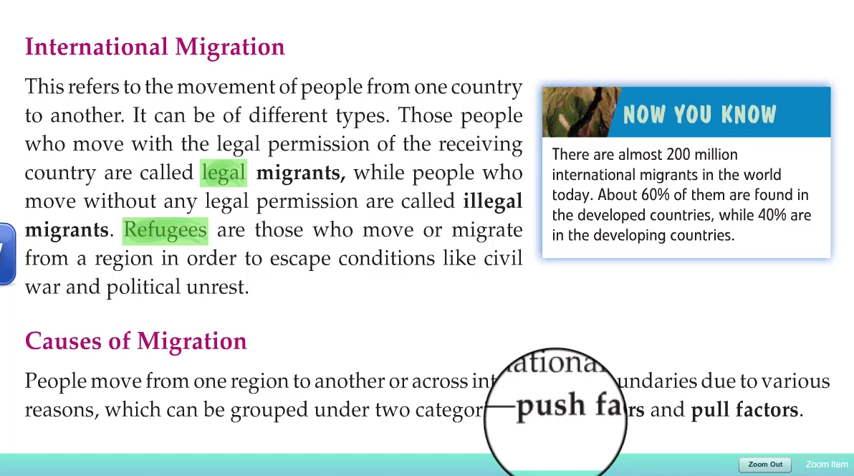 International Migration
This refers to the movement of people from one country
to another. It can be of different types. Those people
who move with the legal permission of the receiving
country are called legal migrants, while people who
move without any legal permission are called illegal
migrants. Refugees are those who move or migrate
from a region in order to escape conditions like civil
war and political unrest.
NOW YOU KNOW
There are almost 200 million
international migrants in the world
today. About 60% of them are found in
the developed countries, while 40% are
in the developing countries.
Causes of Migration
People move from one region to another or across int ational undaries due to various
reasons, which can be grouped under two categor —push fa rs and pull factors.
Zoom Out
Zoom Item